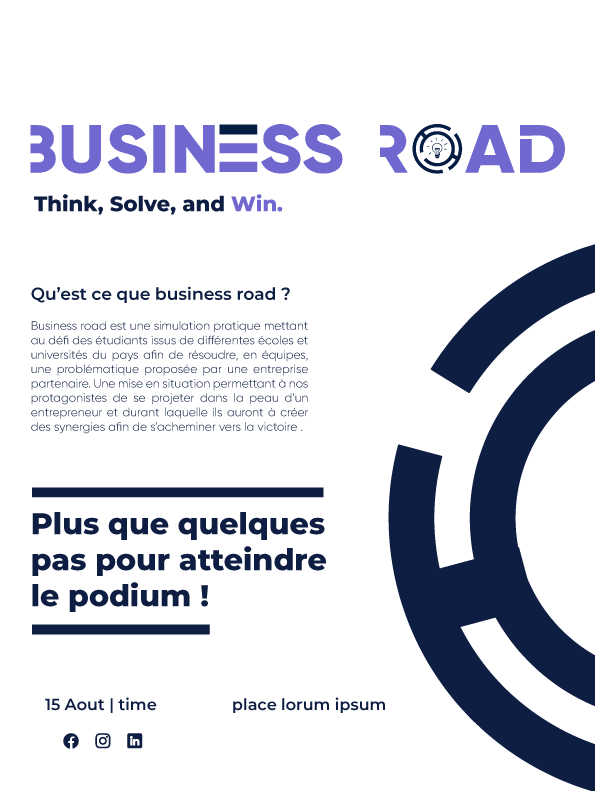 BUSINESS ROAD
Think, Solve, and Win.
Qu’est ce que business road ?
Business road est une simulation pratique mettant
au défi des étudiants issus de différentes écoles et
universités du pays afin de résoudre, en équipes,
une problématique proposée par une entreprise
partenaire. Une mise en situation permettant à nos
protagonistes de se projeter dans la peau d’un
entrepreneur et durant laquelle ils auront à créer
des synergies afin de s’acheminer vers la victoire .
Plus que quelques
pas pour atteindre
le podium !
15 Aout | time
place lorum ipsum